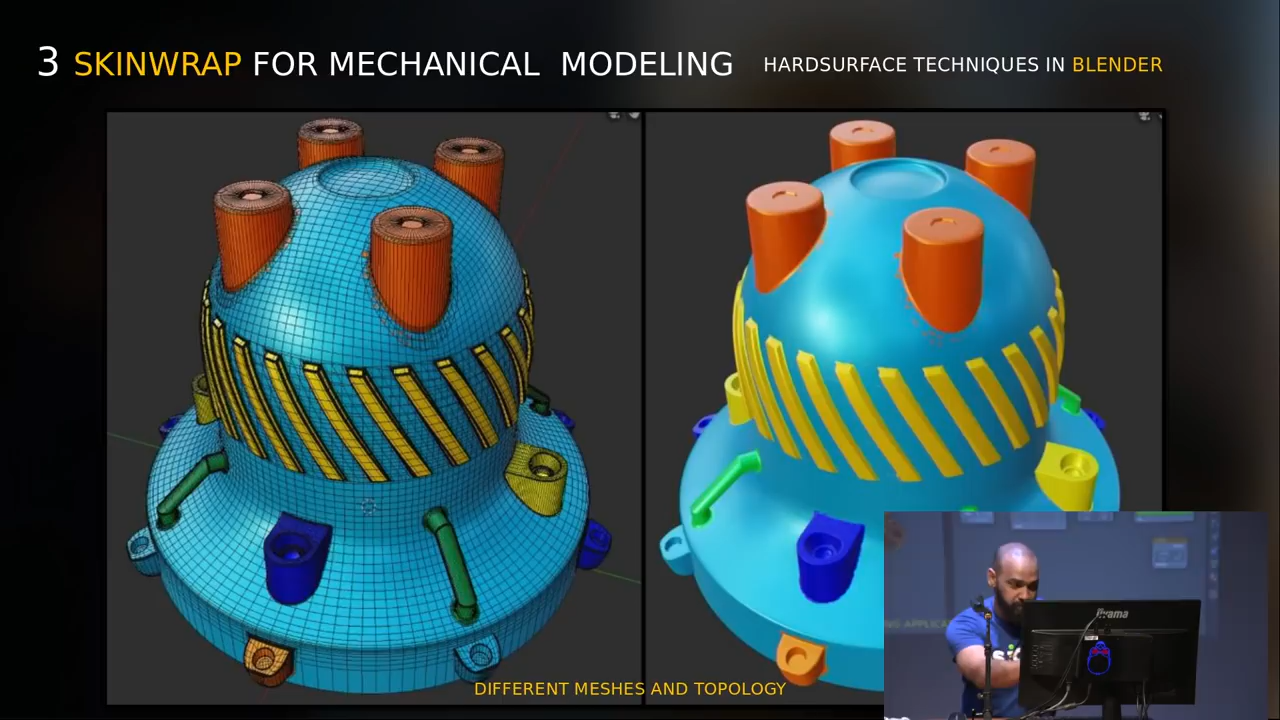 3 SKINWRAP FOR MECHANICAL MODELING
HARDSURFACE TECHNIQUES IN BLENDER
DIFFERENT MESHES AND TOPOLOGY
iiyama